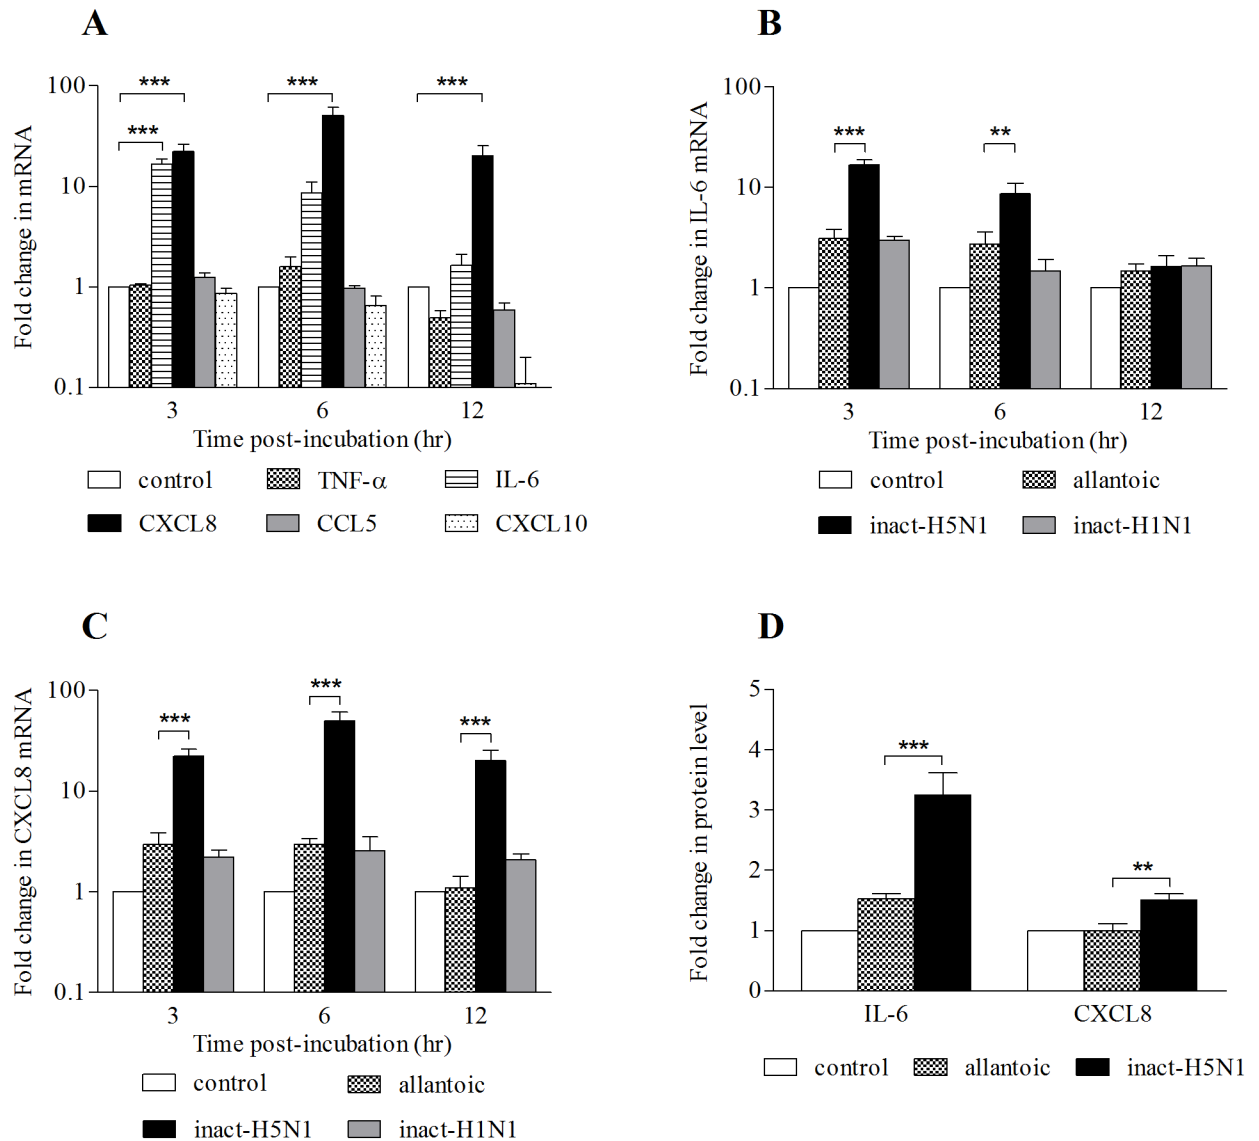 A
Fold change in mRNA
100
10
1
0.1
***
***
***
***
3 6 12
Time post-incubation (hr)
control TNF-α IL-6
CXCL8 CCL5 CXCL10
B
Fold change in IL-6 mRNA
100
10
1
0.1
***
**
3 6 12
Time post-incubation (hr)
control allantoic
inact-H5N1 inact-H1N1
C
Fold change in CXCL8 mRNA
100
10
1
0.1
***
***
***
3 6 12
Time post-incubation (hr)
control allantoic
inact-H5N1 inact-H1N1
D
Fold change in protein level
5
4
3
2
1
0
***
**
IL-6 CXCL8
control allantoic inact-H5N1